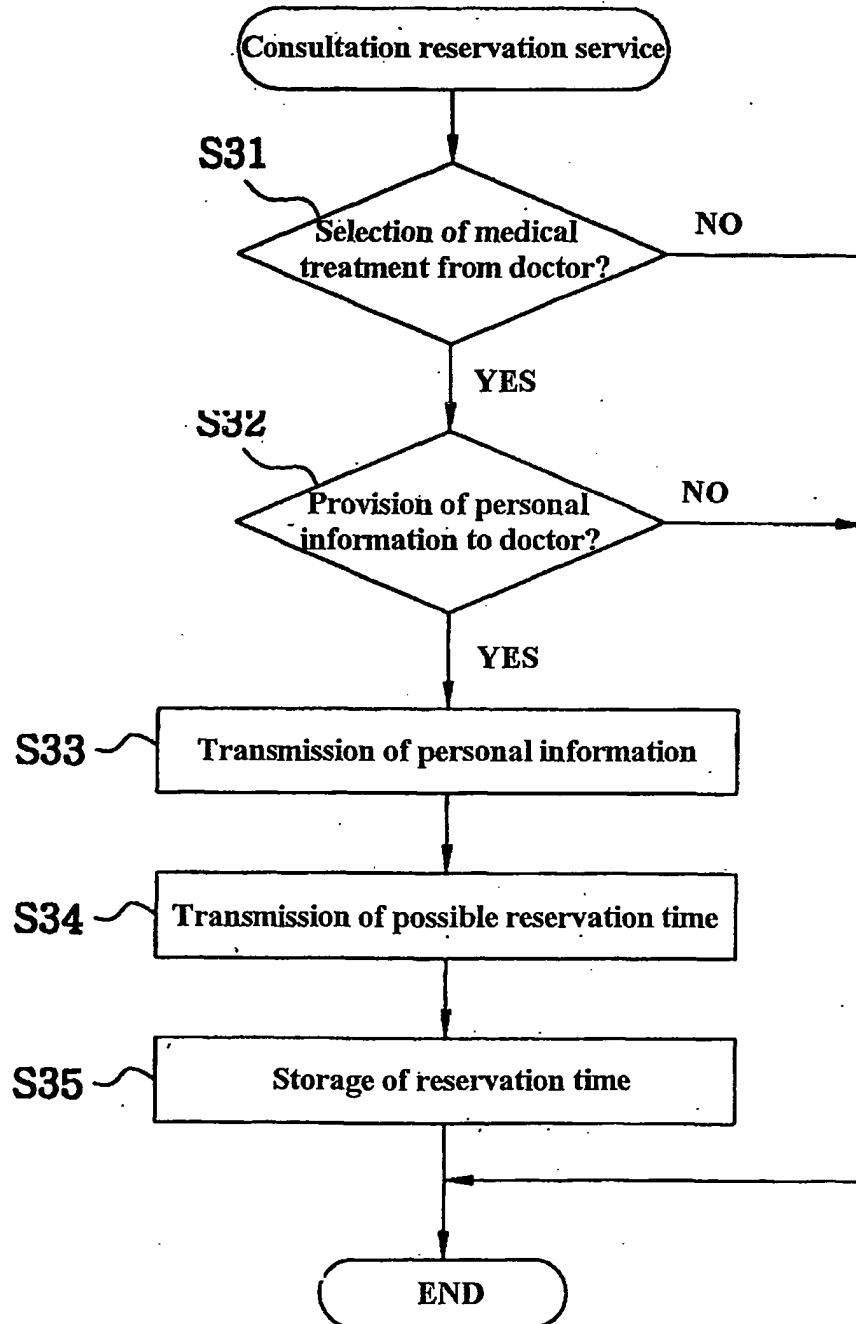 Consultation reservation service
S31
Selection of medical
treatment from doctor?
NO
YES
S32
Provision of personal
information to doctor?
NO
YES
S33
Transmission of personal information
S34
Transmission of possible reservation time
S35
Storage of reservation time
END